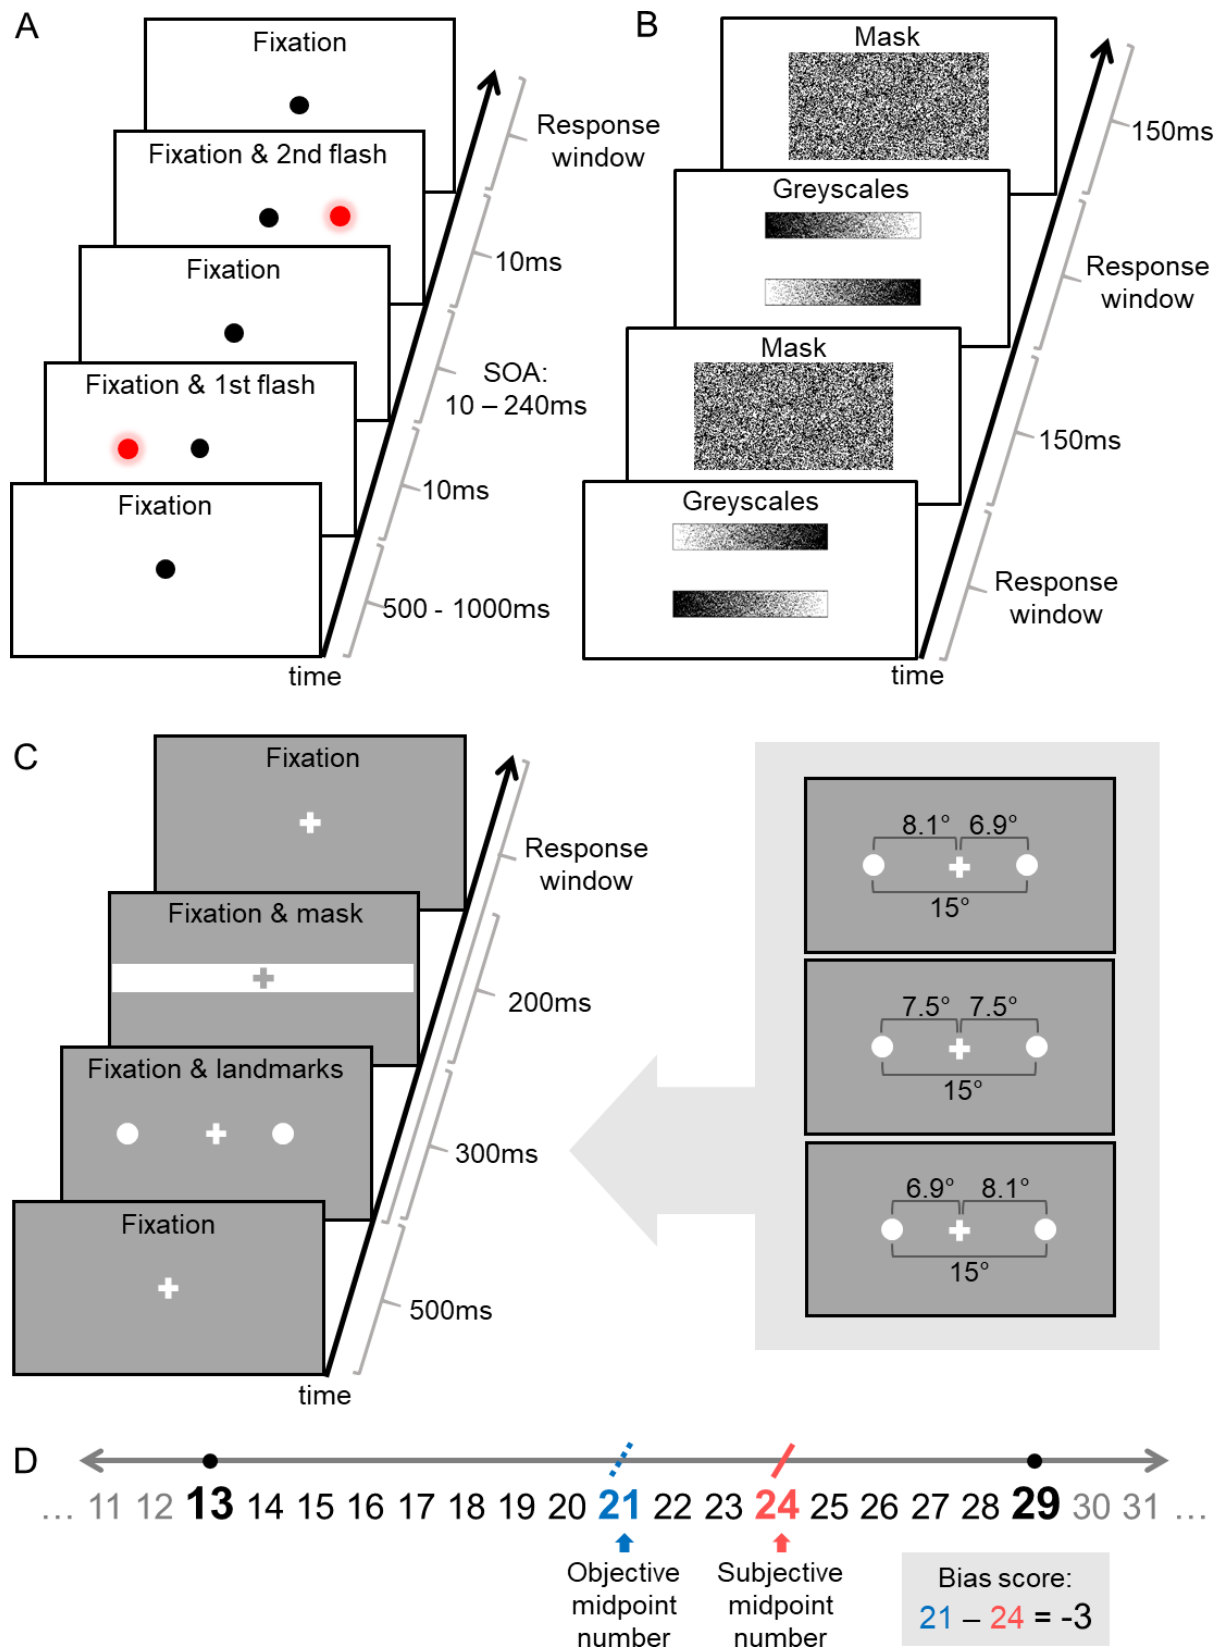 A
Fixation
Fixation & 2nd flash
Fixation
Fixation & 1st flash
Fixation
Response
window
10ms
SOA:
10 – 240ms
10ms
500 - 1000ms
time
B
Mask
Greyscales
Mask
Greyscales
150ms
Response
window
150ms
Response
window
time
C
Fixation
Fixation & mask
Fixation & landmarks
Fixation
Response
window
200ms
300ms
500ms
time
8.1° 6.9°
15°
7.5° 7.5°
15°
6.9° 8.1°
15°
D
... 11 12 13 14 15 16 17 18 19 20 21 22 23 24 25 26 27 28 29 30 31 ...
Objective
midpoint
number
Subjective
midpoint
number
Bias score:
21 – 24 = -3